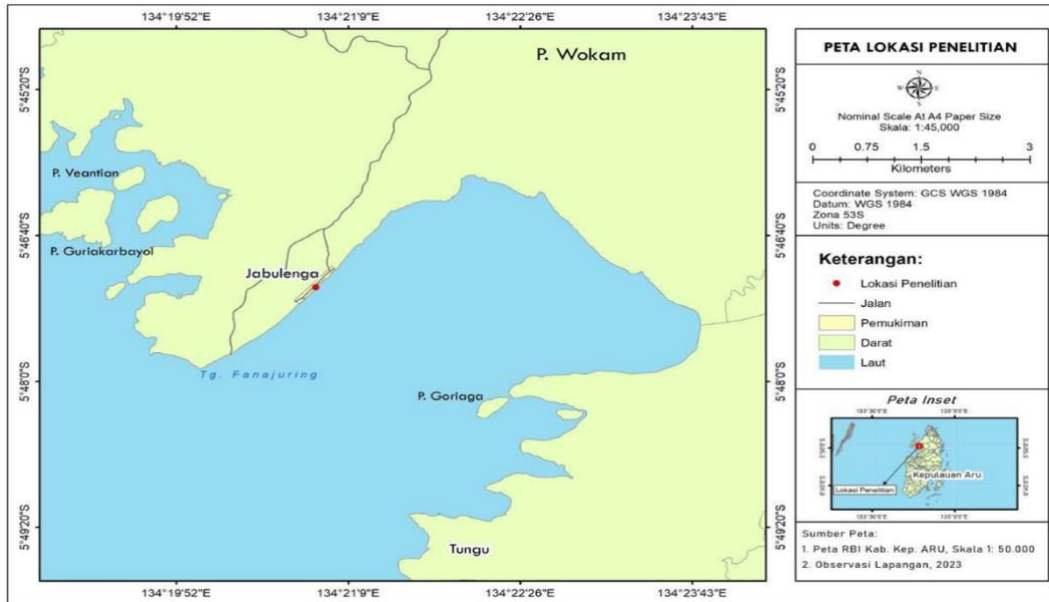 134°19'52"E 134°21'9"E 134°22'26"E 134°23'43"E
5°45'20"S
5°46'40"S
5°48'0"S
5°49'20"S
P. Wokam
P. Veantian
P. Guriakarbayol
Jabulenga
Tg. Fanajuring
P. Goriaga
Tungu
5°45'20"S
5°46'40"S
5°48'0"S
5°49'20"S
134°19'52"E 134°21'9"E 134°22'26"E 134°23'43"E
PETA LOKASI PENELITIAN
N
W E
S
Nominal Scale At A4 Paper Size
Skala: 1:45,000
0 0.75 1.5 3
Kilometers
Coordinate System: GCS WGS 1984
Datum: WGS 1984
Zona 53S
Units: Degree
Keterangan:
Lokasi Penelitian
Jalan
Pemukiman
Darat
Laut
Peta Inset
Kepulauan Aru
Lokasi Penelitian
Sumber Peta:
1. Peta RBI Kab. Kep. ARU, Skala 1: 50.000
2. Observasi Lapangan, 2023